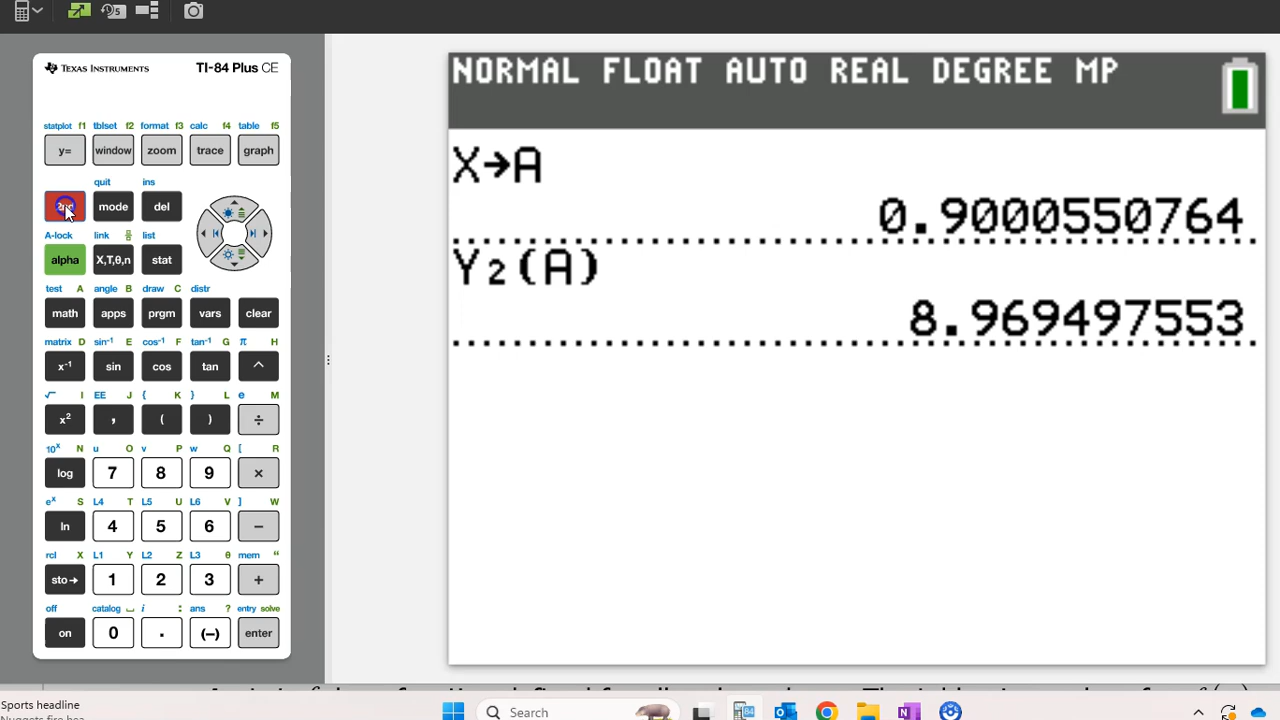 TEXAS INSTRUMENTS TI-84 Plus CE
statplot f1 tblset f2 format f3 calc f4 table f5
y= window zoom trace graph
quit ins
mode del
A-lock link list
alpha X,T,θ,n stat
test A angle B draw C distr
math apps prgm vars clear
matrix D sin⁻¹ E cos⁻¹ F tan⁻¹ G π H
x⁻¹ sin cos tan ^
√ I EE J { K } L e M
x² , ( ) ÷
10ˣ N u O v P w Q [ R
log 7 8 9 ×
eˣ S L4 T L5 U L6 V ] W
ln 4 5 6 −
rcl X L1 Y L2 Z L3 θ mem "
sto→ 1 2 3 +
off catalog ⎵ i : ans ? entry solve
on 0 . (−) enter
NORMAL FLOAT AUTO REAL DEGREE MP
X→A
0.9000550764
Y₂(A)
8.969497553
Sports headline
Search
84
N